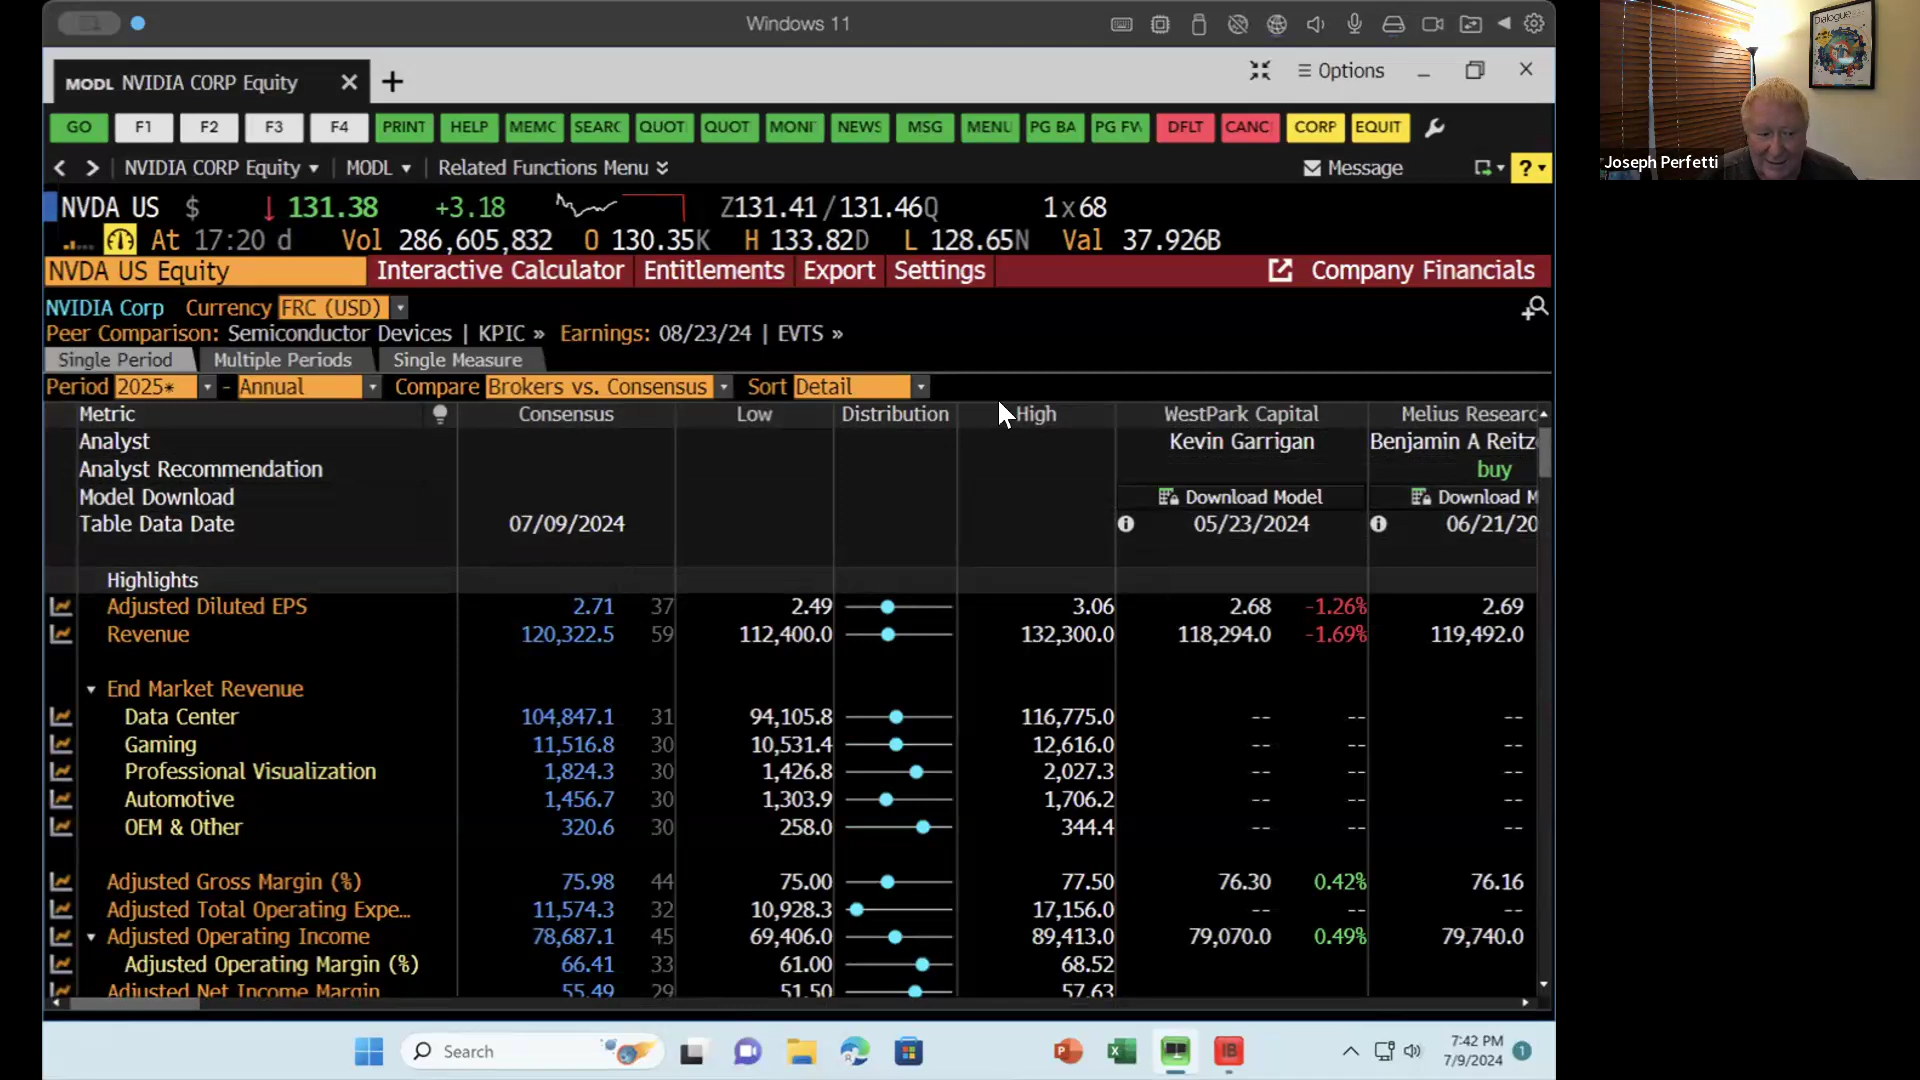 Windows 11
MODL NVIDIA CORP Equity
Options
GO F1 F2 F3 F4 PRINT HELP MEMC SEARC QUOT QUOT MONI NEWS MSG MENU PG BA PG FW DFLT CANC CORP EQUIT
NVIDIA CORP Equity MODL Related Functions Menu Message ?
NVDA US $ ↓ 131.38 +3.18 Z131.41/131.46Q 1x68
At 17:20 d Vol 286,605,832 O 130.35K H 133.82D L 128.65N Val 37.926B
NVDA US Equity Interactive Calculator Entitlements Export Settings Company Financials
NVIDIA Corp Currency FRC (USD)
Peer Comparison: Semiconductor Devices | KPIC » Earnings: 08/23/24 | EVTS »
Single Period Multiple Periods Single Measure
Period 2025* - Annual Compare Brokers vs. Consensus Sort Detail
Metric Consensus Low Distribution High WestPark Capital Melius Researc
Analyst Kevin Garrigan Benjamin A Reitz
Analyst Recommendation buy
Model Download Download Model Download M
Table Data Date 07/09/2024 05/23/2024 06/21/20
Highlights
Adjusted Diluted EPS 2.71 37 2.49 3.06 2.68 -1.26% 2.69
Revenue 120,322.5 59 112,400.0 132,300.0 118,294.0 -1.69% 119,492.0
End Market Revenue
Data Center 104,847.1 31 94,105.8 116,775.0 -- -- --
Gaming 11,516.8 30 10,531.4 12,616.0 -- -- --
Professional Visualization 1,824.3 30 1,426.8 2,027.3 -- -- --
Automotive 1,456.7 30 1,303.9 1,706.2 -- -- --
OEM & Other 320.6 30 258.0 344.4 -- -- --
Adjusted Gross Margin (%) 75.98 44 75.00 77.50 76.30 0.42% 76.16
Adjusted Total Operating Expe... 11,574.3 32 10,928.3 17,156.0 -- -- --
Adjusted Operating Income 78,687.1 45 69,406.0 89,413.0 79,070.0 0.49% 79,740.0
Adjusted Operating Margin (%) 66.41 33 61.00 68.52
Adjusted Net Income Margin 55.49 29 51.50 57.63
Search
7:42 PM
7/9/2024
1
Dialogue
Joseph Perfetti